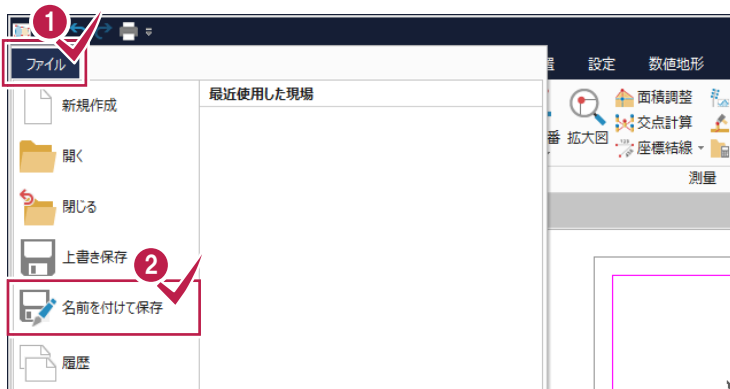 1
ファイル
設定
数値地形
新規作成
開く
閉じる
上書き保存
2
名前を付けて保存
履歴
最近使用した現場
番
拡大図
面積調整
交点計算
座標結線
測量